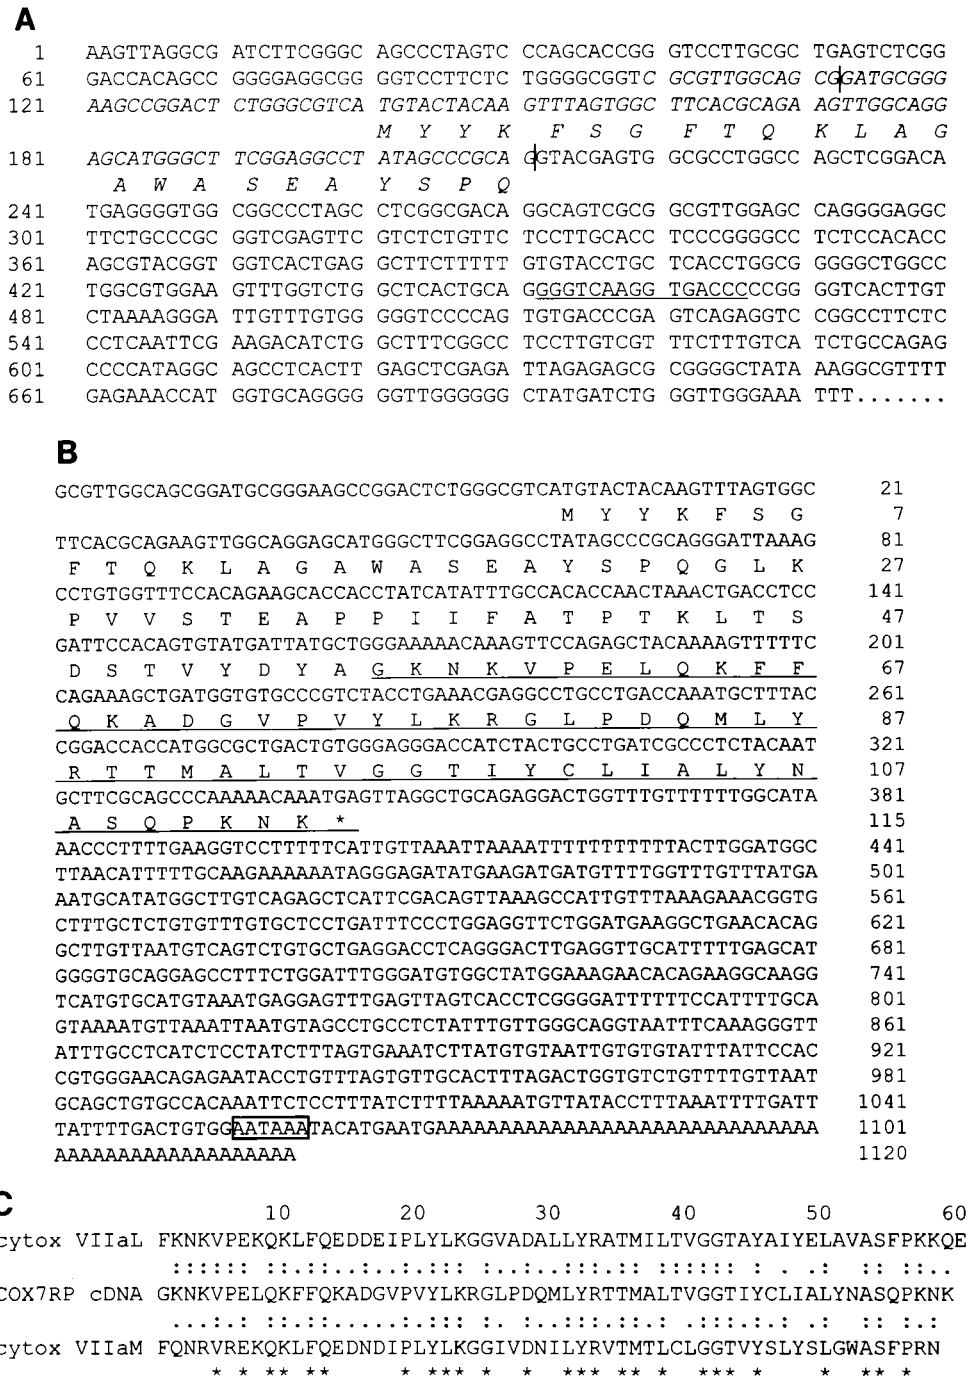 A
1 AAGTTAGGCG ATCTTCGGGC AGCCCTAGTC CCAGCACCGG GTCCTTGCGC TGAGTCTCGG
61 GACCACAGCC GGGGAGGCGG GGTCCTTCTC TGGGGCGGTC GCGTTGGCAG CGGATGCGGG
121 AAGCCGGACT CTGGGCGTCA TGTACTACAA GTTTAGTGGC TTCACGCAGA AGTTGGCAGG
M Y Y K F S G F T Q K L A G
181 AGCATGGGCT TCGGAGGCCT ATAGCCCGCA GGTACGAGTG GCGCCTGGCC AGCTCGGACA
A W A S E A Y S P Q
241 TGAGGGGTGG CGGCCCTAGC CCTCGGCGACA GGCAGTCGCG GCGTTGGAGC CAGGGGAGGC
301 TTCTGCCCGC GGTCGAGTTC GTCTCTGTTC TCCTTGCACC TCCCGGGGCC TCTCCACACC
361 AGCGTACGGT GGTCACTGAG GCTTCTTTTT GTGTACCTGC TCACCTGGCG GGGGCTGGCC
421 TGGCGTGGAA GTTTGGTCTG GCTCACTGCA GGGGTCAAGG TGACCCCCGG GGTCACTTGT
481 CTAAAAGGGA TTGTTTGTGG GGGTCCCCAG TGTGACCCGA GTCAGAGGTC CGGCCTTCTC
541 CCTCAATTCG AAGACATCTG GCTTTCGGCC TCCTTGTCGT TTCTTTGTCA TCTGCCAGAG
601 CCCCATAGGC AGCCTCACTT GAGCTCGAGA TTAGAGAGCG CGGGGCTATA AAGGCGTTTT
661 GAGAAACCAT GGTGCAGGGG GGTTGGGGGG CTATGATCTG GGTTGGGAAA TTT.......
B
GCGTTGGCAGCGGATGCGGGAAGCCGGACTCTGGGCGTCATGTACTACAAGTTTAGTGGC 21
M Y Y K F S G 7
TTCACGCAGAAGTTGGCAGGAGCATGGGCTTCGGAGGCCTATAGCCCGCAGGGATTAAAG 81
F T Q K L A G A W A S E A Y S P Q G L K 27
CCTGTGGTTTCCACAGAAGCACCACCTATCATATTTGCCACACCAACTAAACTGACCTCC 141
P V V S T E A P P I I F A T P T K L T S 47
GATTCCACAGTGTATGATTATGCTGGGAAAAACAAAGTTCCAGAGCTACAAAAGTTTTTC 201
D S T V Y D Y A G K N K V P E L Q K F F 67
CAGAAAGCTGATGGTGTGCCCGTCTACCTGAAACGAGGCCTGCCTGACCAAATGCTTTAC 261
Q K A D G V P V Y L K R G L P D Q M L Y 87
CGGACCACCATGGCGCTGACTGTGGGAGGGACCATCTACTGCCTGATCGCCCTCTACAAT 321
R T T M A L T V G G T I Y C L I A L Y N 107
GCTTCGCAGCCCAAAAACAAATGAGTTAGGCTGCAGAGGACTGGTTTGTTTTTTGGCATA 381
A S Q P K N K * 115
AACCCTTTTGAAGGTCCTTTTTCATTGTTAAATTAAAATTTTTTTTTTTACTTGGATGGC 441
TTAACATTTTTGCAAGAAAAAATAGGGAGATATGAAGATGATGTTTTGGTTTGTTTATGA 501
AATGCATATGGCTTGTCAGAGCTCATTCGACAGTTAAAGCCATTGTTTAAAGAAACGGTG 561
CTTTGCTCTGTGTTTGTGCTCCTGATTTCCCTGGAGGTTCTGGATGAAGGCTGAACACAG 621
GCTTGTTAATGTCAGTCTGTGCTGAGGACCTCAGGGACTTGAGGTTGCATTTTTGAGCAT 681
GGGGTGCAGGAGCCTTTCTGGATTTGGGATGTGGCTATGGAAAGAACACAGAAGGCAAGG 741
TCATGTGCATGTAAATGAGGAGTTTGAGTTAGTCACCTCGGGGATTTTTTCCATTTTGCA 801
GTAAAATGTTAAATTAATGTAGCCTGCCTCTATTTGTTGGGCAGGTAATTTCAAAGGGTT 861
ATTTGCCTCATCTCCTATCTTTAGTGAAATCTTATGTGTAATTGTGTGTATTTATTCCAC 921
CGTGGGAACAGAGAATACCTGTTTAGTGTTGCACTTTAGACTGGTGTCTGTTTTGTTAAT 981
GCAGCTGTGCCACAAATTCTCCTTTATCTTTTAAAAATGTTATACCTTTAAATTTTGATT 1041
TATTTTGACTGTGGAATAAATACATGAATGAAAAAAAAAAAAAAAAAAAAAAAAAAAAAA 1101
AAAAAAAAAAAAAAAAAAA 1120
C
10 20 30 40 50 60
cytox VIIaL FKNKVPEKQKLFQEDDEIPLYLKGGVADALLYRATMILTVGGTAYAIYELAVASFPKKQE
COX7RP cDNA GKNKVPELQKFFQKADGVPVYLKRGLPDQMLYRTTMALTVGGTIYCLIALYNASQPKNK
cytox VIIaM FQNRVREKQKLFQEDNDIPLYLKGGIVDNILYRVTMTLCLGGTVYSLYSLGWASFPRN
* * ** ** * *** * * *** ** * *** * * ** *